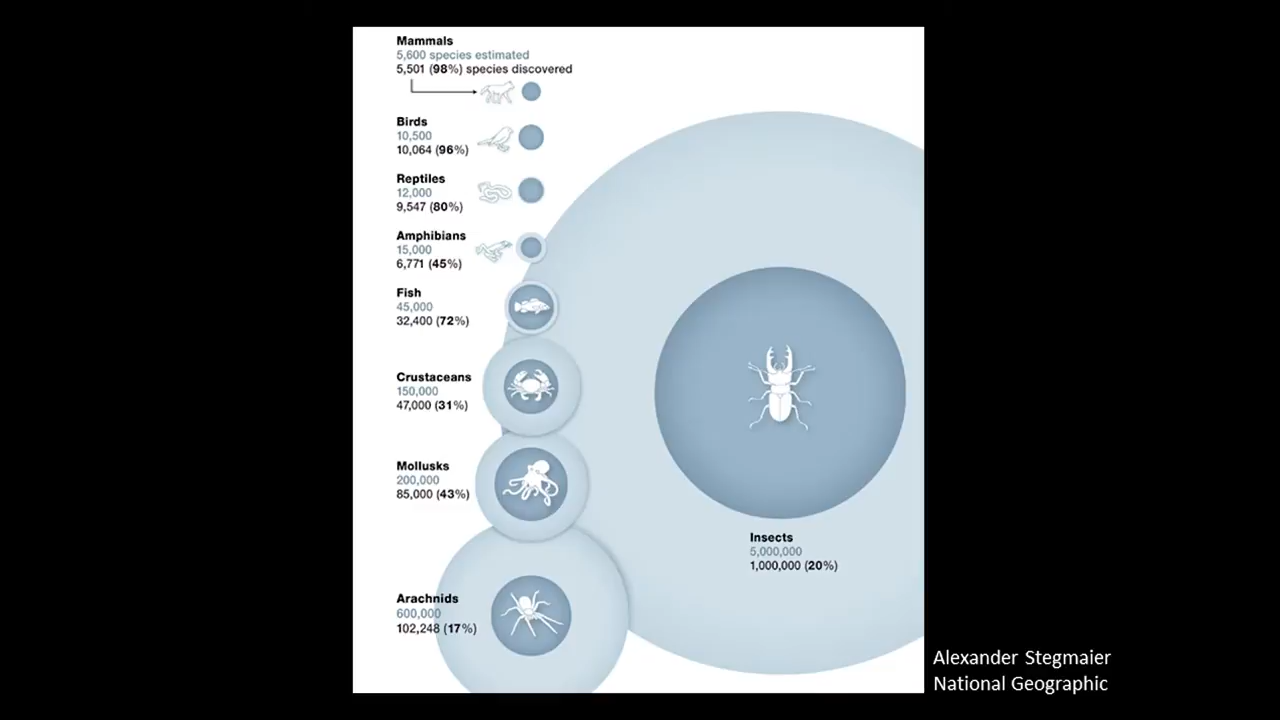 Mammals
5,600 species estimated
5,501 (98%) species discovered
Birds
10,500
10,064 (96%)
Reptiles
12,000
9,547 (80%)
Amphibians
15,000
6,771 (45%)
Fish
45,000
32,400 (72%)
Crustaceans
150,000
47,000 (31%)
Mollusks
200,000
85,000 (43%)
Arachnids
600,000
102,248 (17%)
Insects
5,000,000
1,000,000 (20%)
Alexander Stegmaier
National Geographic